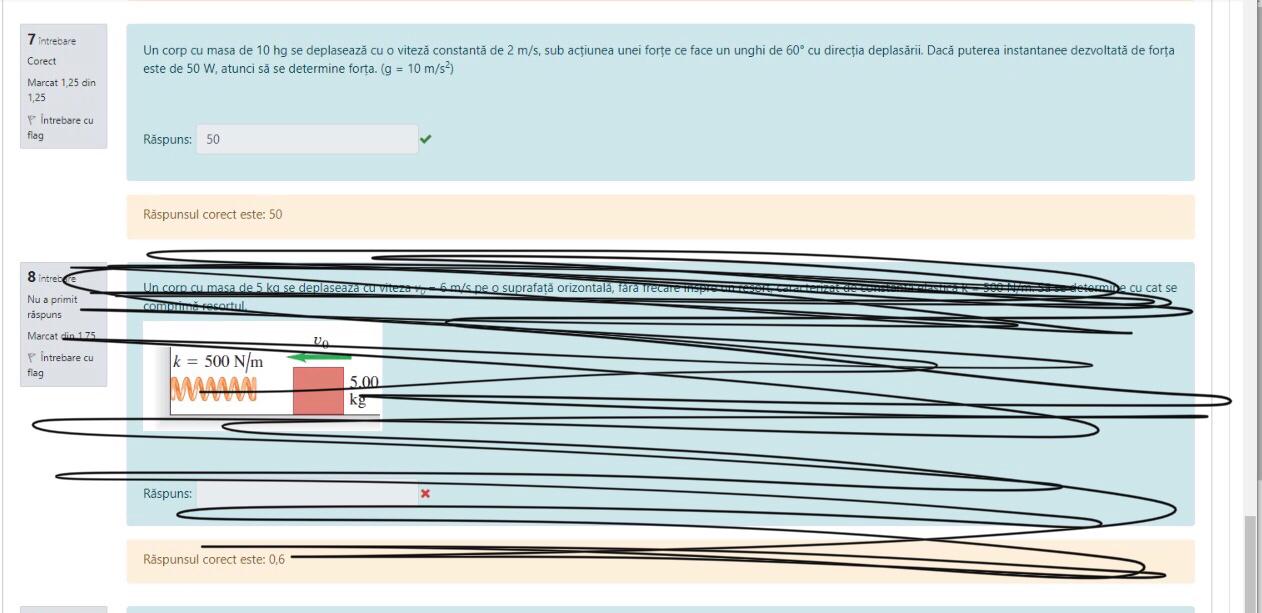 7 întrebare
Corect
Marcat 1,25 din
1,25
Întrebare cu
flag
Un corp cu masa de 10 hg se deplasează cu o viteză constantă de 2 m/s, sub acțiunea unei forțe ce face un unghi de 60° cu direcția deplasării. Dacă puterea instantanee dezvoltată de forța
este de 50 W, atunci să se determine forța. (g = 10 m/s²)
Răspuns: 50
Răspunsul corect este: 50
8 întrebare
Nu a primit
răspuns
Marcat din 1,75
Întrebare cu
flag
Un corp cu masa de 5 kg se deplasează cu viteza v₀ = 6 m/s pe o suprafață orizontală, fără frecare înspre un resort, caracterizat de constanta elastică k = 500 N/m. Să se determine cu cat se
comprimă resortul.
v₀
k = 500 N/m
5.00
kg
Răspuns:
Răspunsul corect este: 0,6